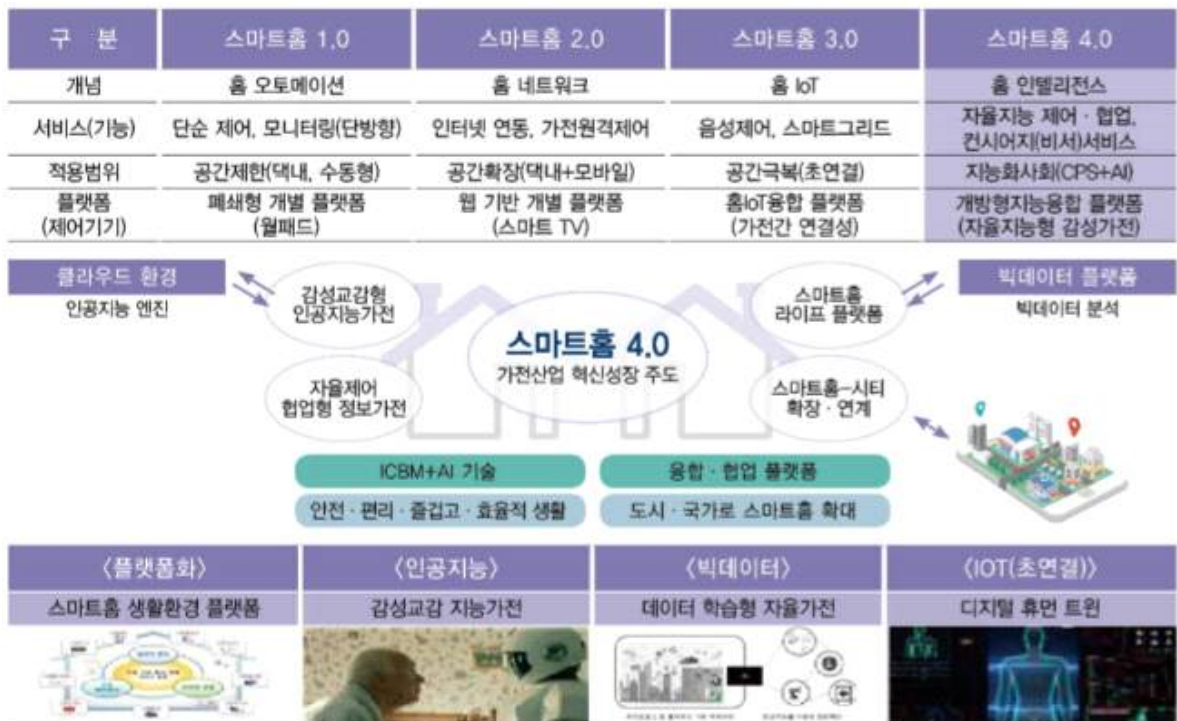 구 분 스마트홈 1.0 스마트홈 2.0 스마트홈 3.0 스마트홈 4.0
개념 홈 오토메이션 홈 네트워크 홈 IoT 홈 인텔리전스
서비스(기능) 단순 제어, 모니터링(단방향) 인터넷 연동, 가전원격제어 음성제어, 스마트그리드 자율지능 제어 · 협업,
컨시어지(비서)서비스
적용범위 공간제한(댁내, 수동형) 공간확장(댁내+모바일) 공간극복(초연결) 지능화사회(CPS+AI)
플랫폼 폐쇄형 개별 플랫폼 웹 기반 개별 플랫폼 홈IoT융합 플랫폼 개방형지능융합 플랫폼
(제어기기) (월패드) (스마트 TV) (가전간 연결성) (자율지능형 감성가전)
클라우드 환경
인공지능 엔진
감성교감형
인공지능가전
스마트홈
라이프 플랫폼
빅데이터 플랫폼
빅데이터 분석
스마트홈 4.0
가전산업 혁신성장 주도
자율제어
협업형 정보가전
스마트홈-시티
확장 · 연계
ICBM+AI 기술 융합 · 협업 플랫폼
안전 · 편리 · 즐겁고 · 효율적 생활 도시 · 국가로 스마트홈 확대
<플랫폼화> <인공지능> <빅데이터> <IOT(초연결)>
스마트홈 생활환경 플랫폼 감성교감 지능가전 데이터 학습형 자율가전 디지털 휴먼 트윈